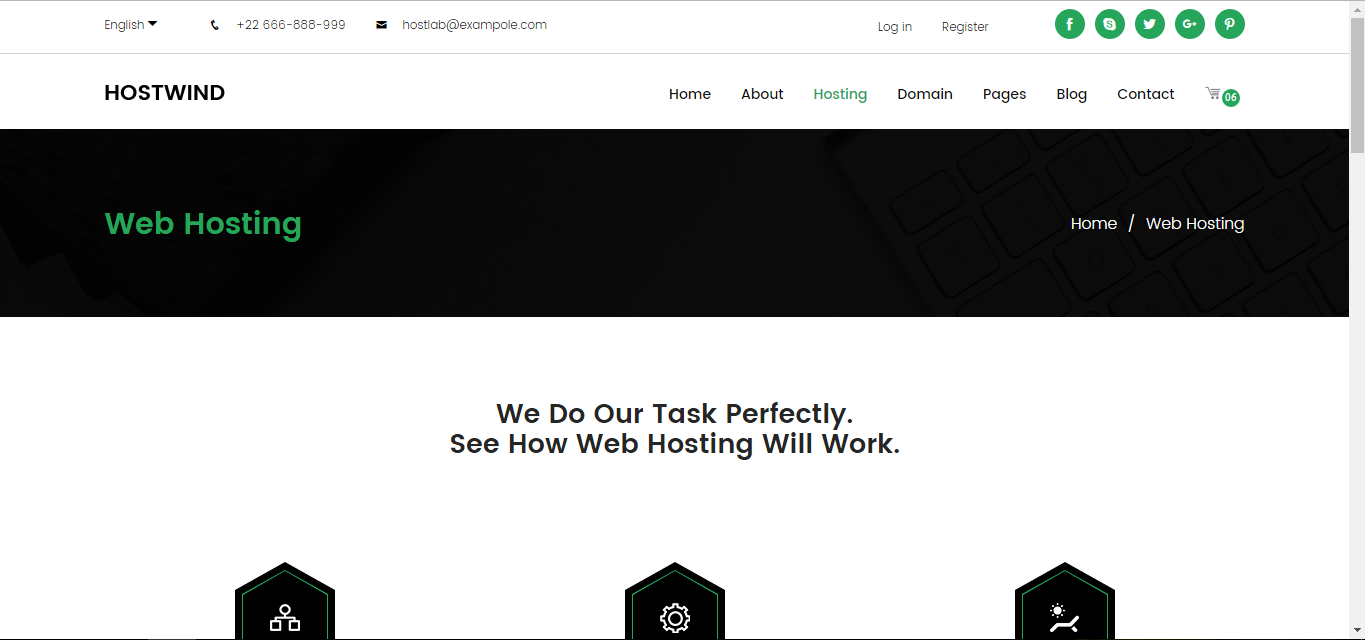 English +22 666-888-999 hostlab@exampole.com Log in Register
HOSTWIND Home About Hosting Domain Pages Blog Contact 06
Web Hosting Home / Web Hosting
We Do Our Task Perfectly.
See How Web Hosting Will Work.